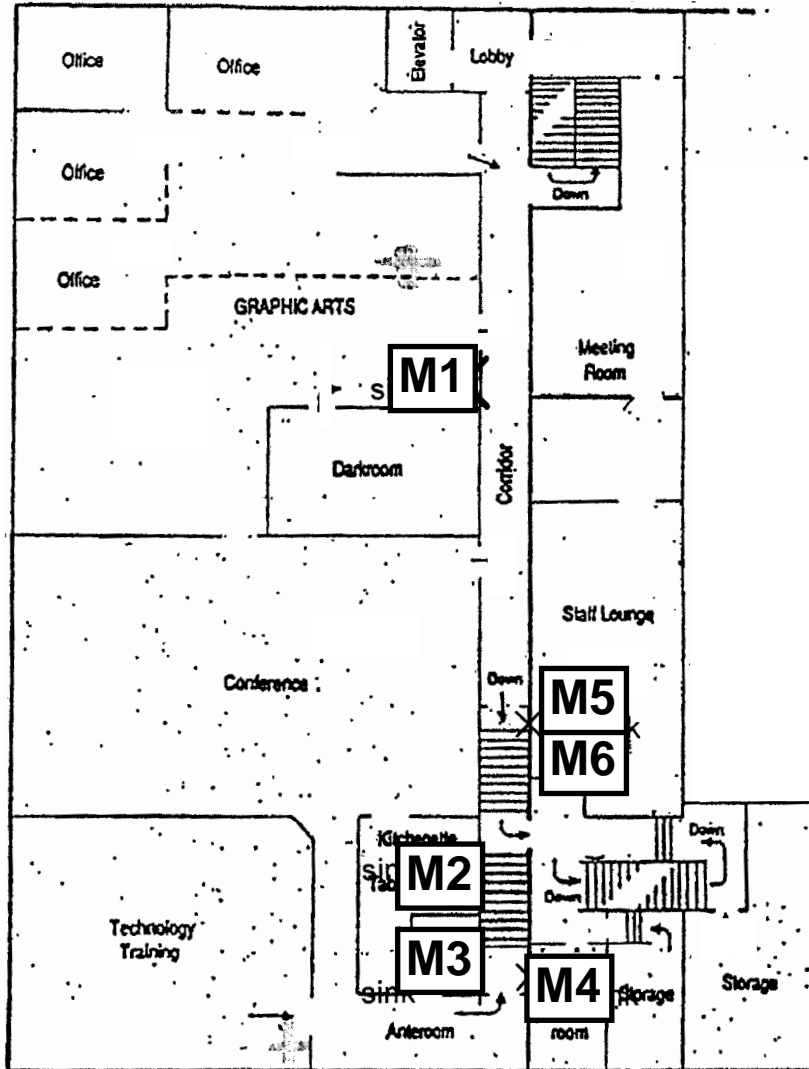 Office
Office
Elevator
Lobby
Office
Down
Office
GRAPHIC ARTS
Meeting
Room
M1
s
Darkroom
Corridor
Staff Lounge
Conference
Down
M5
M6
Kitchenette
Down
M2
Down
Technology
Training
M3
M4
sink
Storage
Storage
Anteroom
room